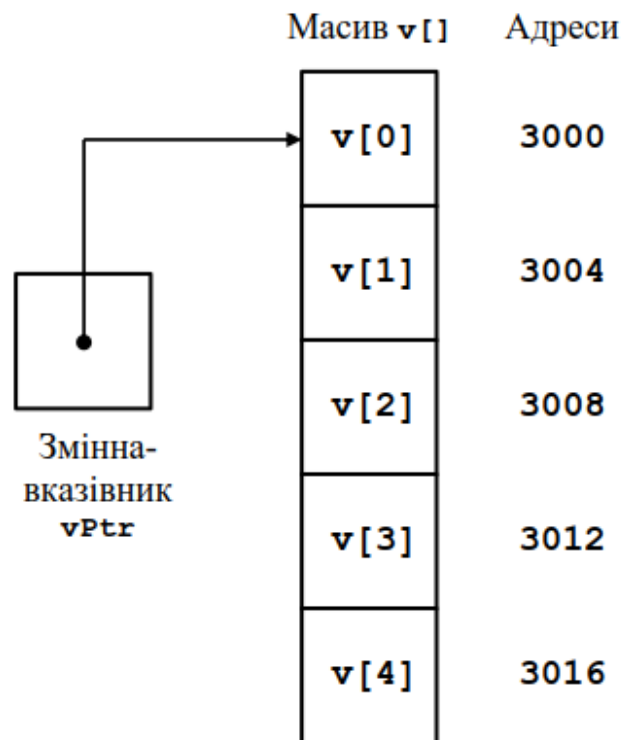 Масив v[] Адреси
v[0] 3000
v[1] 3004
v[2] 3008
Змінна-
вказівник
vPtr
v[3] 3012
v[4] 3016